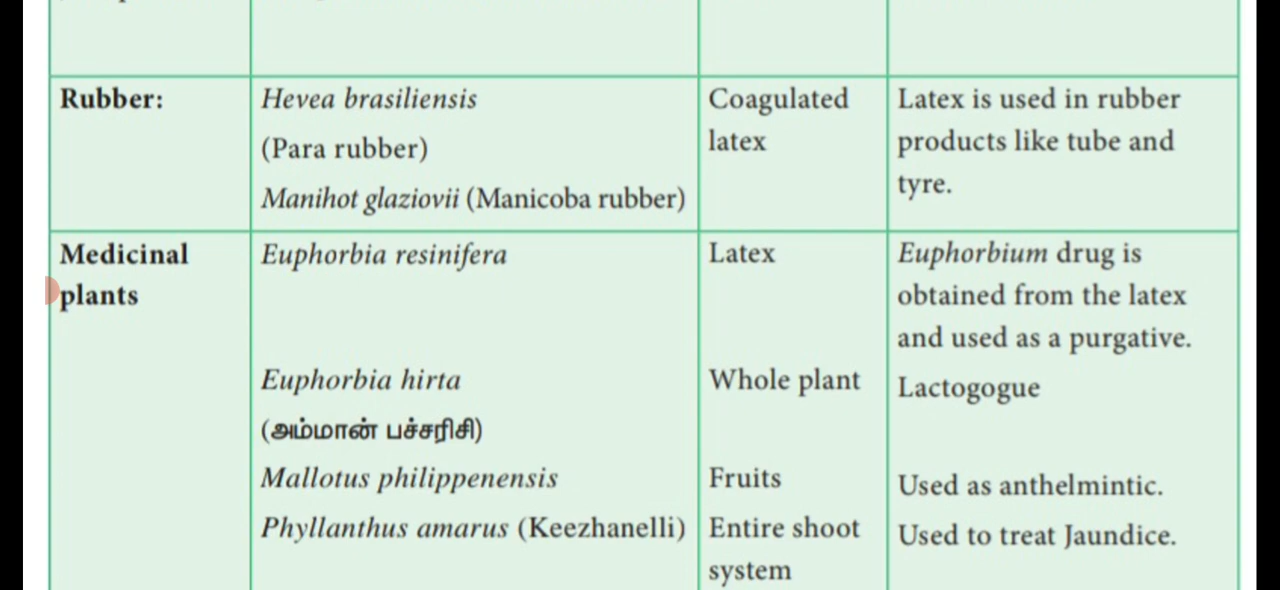 Rubber:
Hevea brasiliensis
(Para rubber)
Manihot glaziovii (Manicoba rubber)
Coagulated
latex
Latex is used in rubber
products like tube and
tyre.
Medicinal
plants
Euphorbia resinifera
Latex
Euphorbium drug is
obtained from the latex
and used as a purgative.
Euphorbia hirta
(அம்மான் பச்சரிசி)
Whole plant
Lactogogue
Mallotus philippenensis
Fruits
Used as anthelmintic.
Phyllanthus amarus (Keezhanelli)
Entire shoot
system
Used to treat Jaundice.